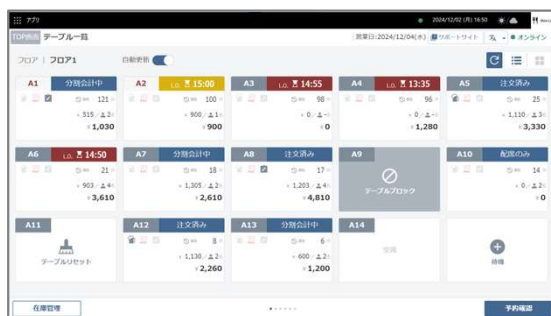 アプリ
2024/12/02 (月) 16:50
TOP画面 テーブル一覧
営業日:2024/12/04(水) サポートサイト オンライン
フロア | フロア1 自動更新
A1 分割会計中
121
515 / 2
¥1,030
A2 L.O. 15:00
100
900 / 1
¥900
A3 L.O. 14:55
98
0 /
¥0
A4 L.O. 13:35
96
0 /
¥1,280
A5 注文済み
25
1,110 / 3
¥3,330
A6 L.O. 14:50
21
903 / 4
¥3,610
A7 分割会計中
18
1,305 / 2
¥2,610
A8 注文済み
17
1,203 / 4
¥4,810
A9
テーブルブロック
A10 配席のみ
14
0 / 2
¥0
A11
テーブルリセット
A12 注文済み
8
1,130 / 2
¥2,260
A13 分割会計中
6
600 / 2
¥1,200
A14
空席
待機
在庫管理
予約確認